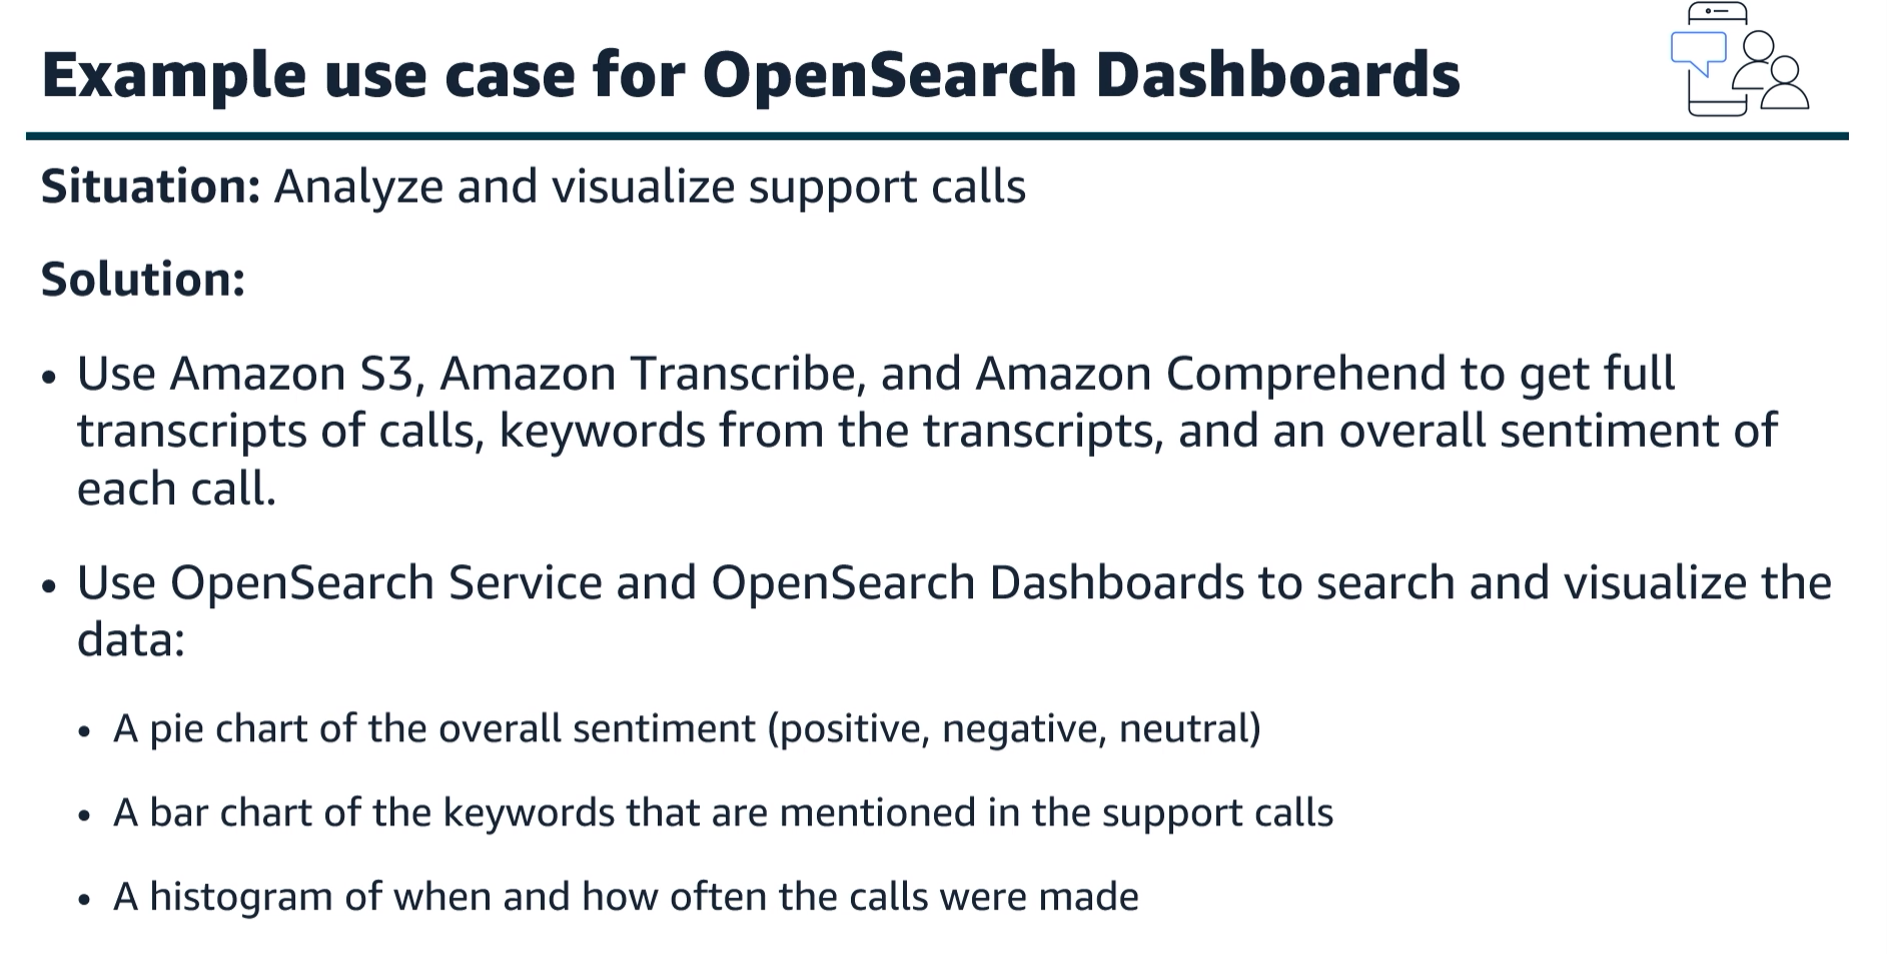 Example use case for OpenSearch Dashboards
Situation: Analyze and visualize support calls
Solution:
• Use Amazon S3, Amazon Transcribe, and Amazon Comprehend to get full
transcripts of calls, keywords from the transcripts, and an overall sentiment of
each call.
• Use OpenSearch Service and OpenSearch Dashboards to search and visualize the
data:
• A pie chart of the overall sentiment (positive, negative, neutral)
• A bar chart of the keywords that are mentioned in the support calls
• A histogram of when and how often the calls were made